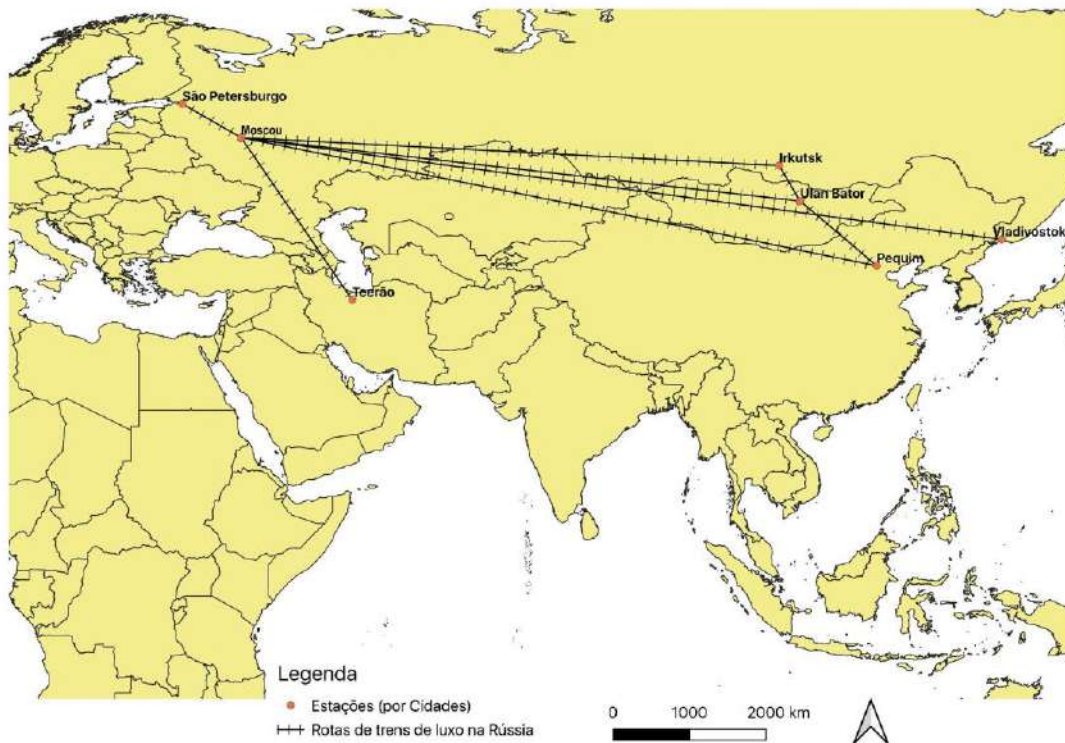 São Petersburgo
Moscou
Irkutsk
Ulan Bator
Vladivostok
Pequim
Teerão
Legenda
Estações (por Cidades)
Rotas de trens de luxo na Rússia
0 1000 2000 km